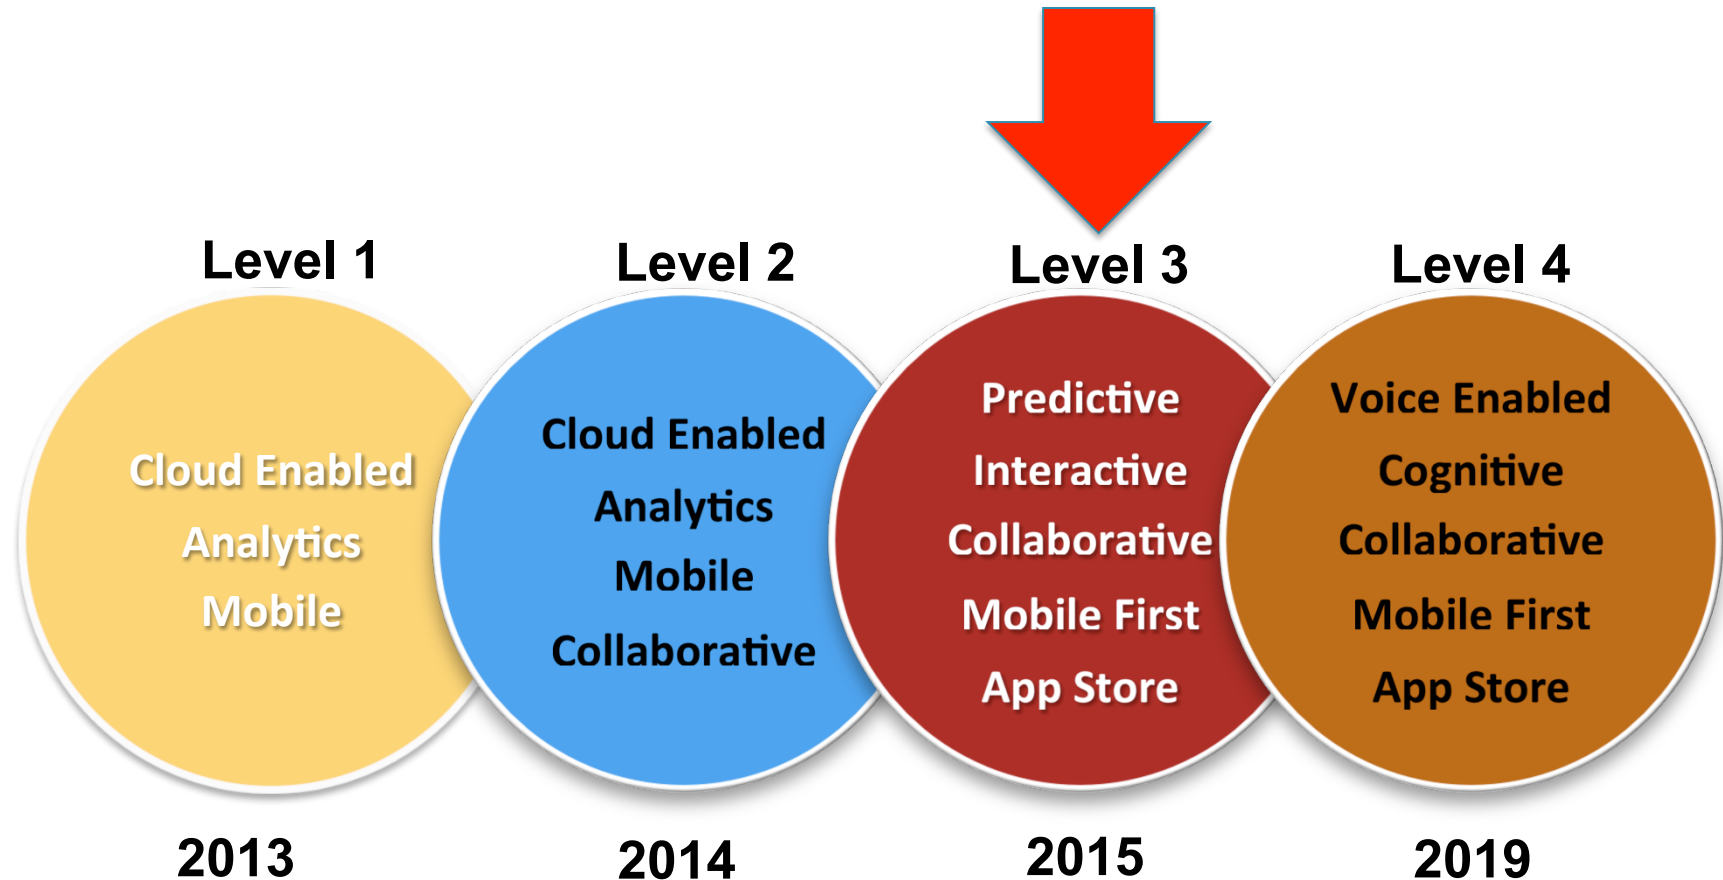 Level 1
Cloud Enabled
Analytics
Mobile
2013
Level 2
Cloud Enabled
Analytics
Mobile
Collaborative
2014
Level 3
Predictive
Interactive
Collaborative
Mobile First
App Store
2015
Level 4
Voice Enabled
Cognitive
Collaborative
Mobile First
App Store
2019